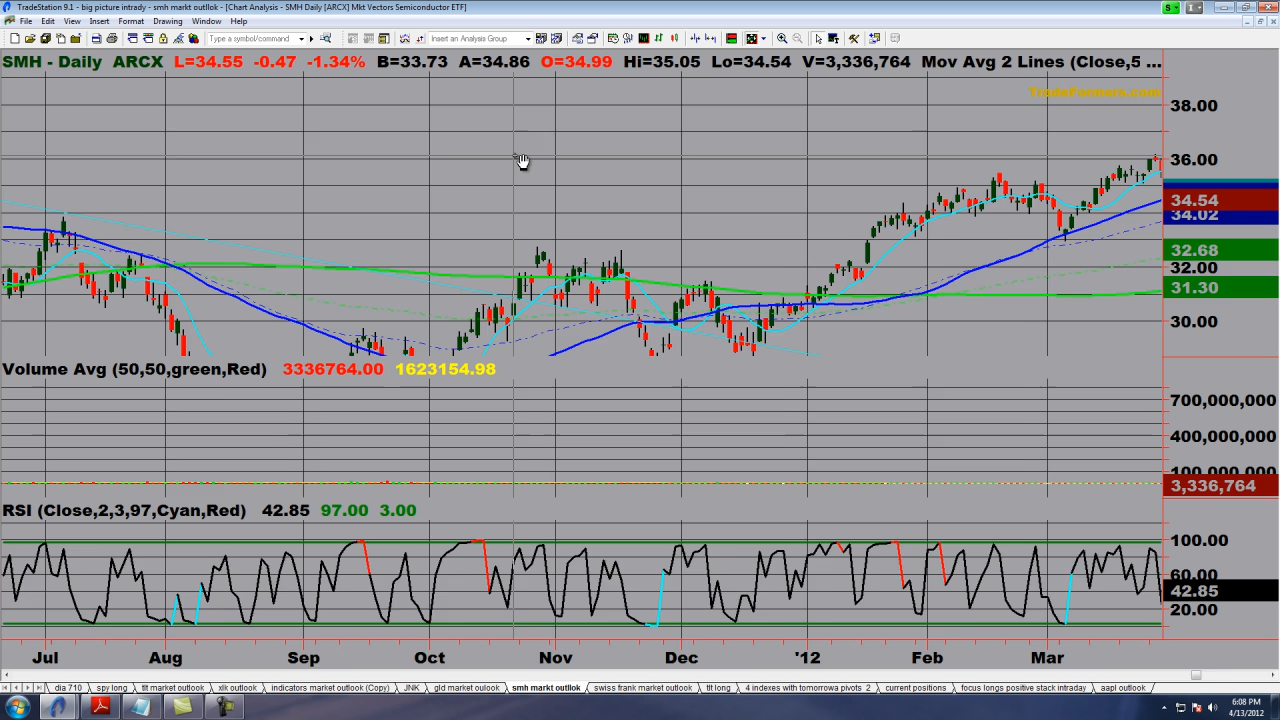 TradeStation 9.1 - big picture intrady - smh markt outllok - [Chart Analysis - SMH Daily [ARCX] Mkt Vectors Semiconductor ETF]
File Edit View Insert Format Drawing Window Help
Type a symbol/command Insert an Analysis Group
SMH - Daily ARCX L=34.55 -0.47 -1.34% B=33.73 A=34.86 O=34.99 Hi=35.05 Lo=34.54 V=3,336,764 Mov Avg 2 Lines (Close,5 ...
38.00
36.00
34.54
34.02
32.68
32.00
31.30
30.00
Volume Avg (50,50,green,Red) 3336764.00 1623154.98
700,000,000
400,000,000
100,000,000
3,336,764
RSI (Close,2,3,97,Cyan,Red) 42.85 97.00 3.00
100.00
60.00
42.85
20.00
Jul Aug Sep Oct Nov Dec '12 Feb Mar
dia 710 spy long tlt market outlook xlk outlook indicators market outlook (Copy) JNK gld market oulook smh markt outllok swiss frank market outlook tlt long 4 indexes with tomorrowa pivots 2 current positions focus longs positive stack intraday aapl outlook
6:08 PM
4/13/2012